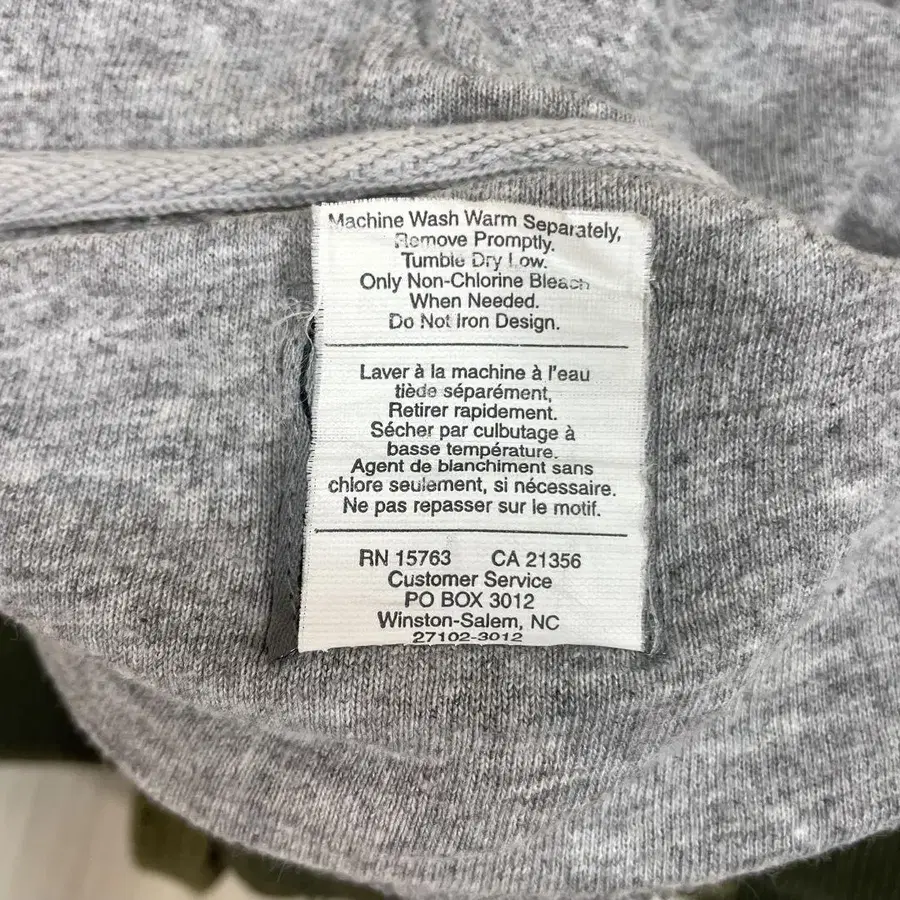 Machine Wash Warm Separately,
Remove Promptly.
Tumble Dry Low.
Only Non-Chlorine Bleach
When Needed.
Do Not Iron Design.
Laver à la machine à l'eau
tiède séparément,
Retirer rapidement.
Sécher par culbutage à
basse température.
Agent de blanchiment sans
chlore seulement, si nécessaire.
Ne pas repasser sur le motif.
RN 15763 CA 21356
Customer Service
PO BOX 3012
Winston-Salem, NC
27102-3012